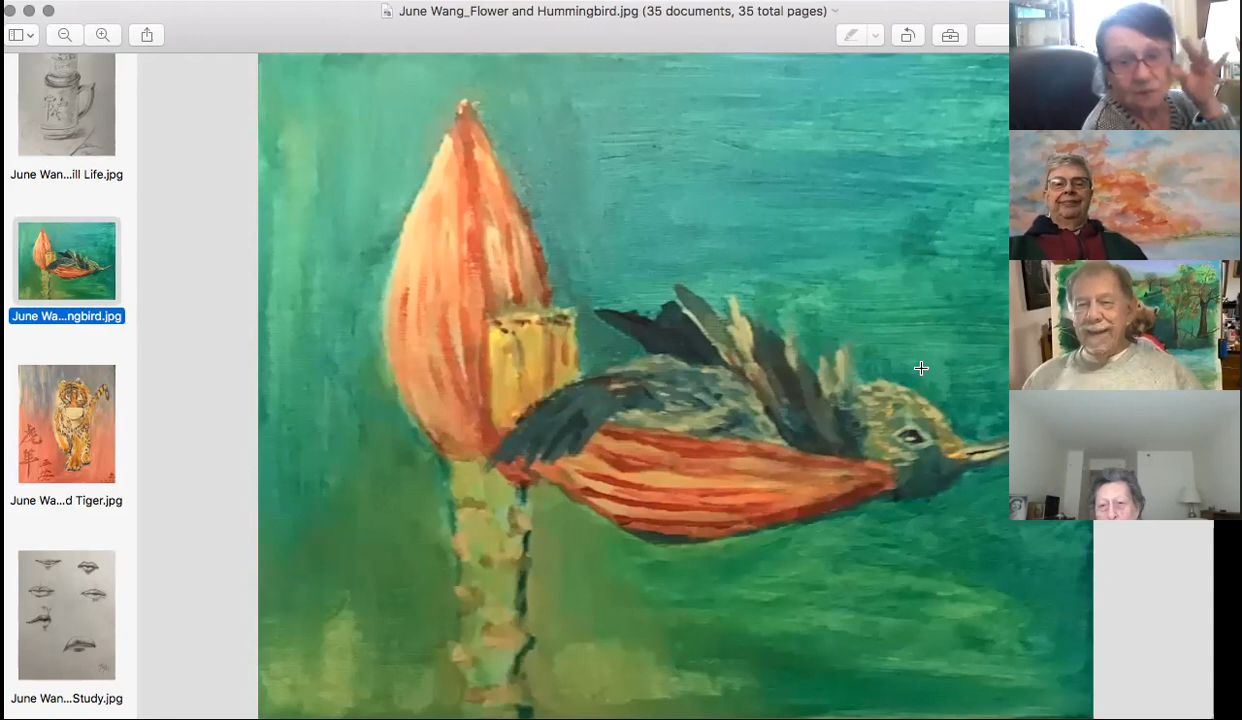 June Wang_Flower and Hummingbird.jpg (35 documents, 35 total pages)
June Wan...ill Life.jpg
June Wa...ngbird.jpg
June Wa...d Tiger.jpg
June Wan...Study.jpg